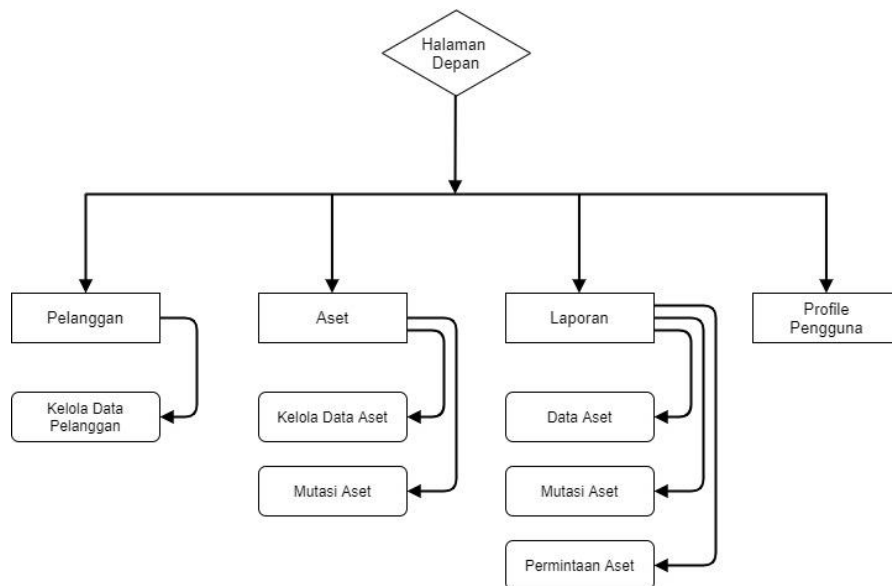 Halaman
Depan
Pelanggan
Aset
Laporan
Profile
Pengguna
Kelola Data
Pelanggan
Kelola Data Aset
Data Aset
Mutasi Aset
Mutasi Aset
Permintaan Aset